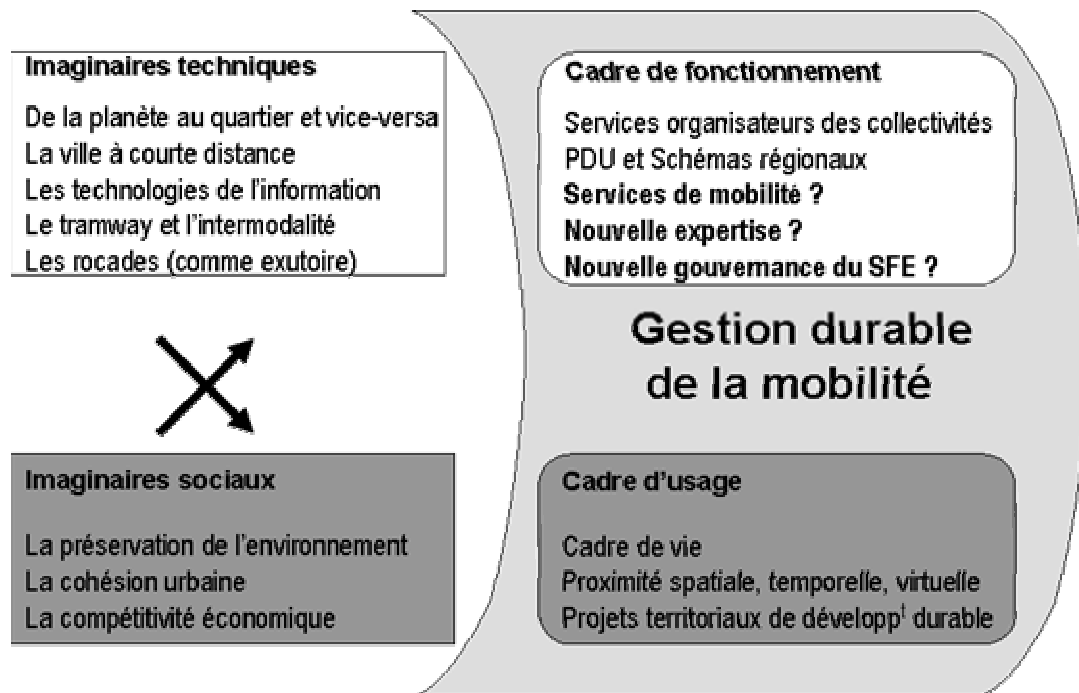 Imaginaires techniques
De la planète au quartier et vice-versa
La ville à courte distance
Les technologies de l'information
Le tramway et l'intermodalité
Les rocades (comme exutoire)
Cadre de fonctionnement
Services organisateurs des collectivités
PDU et Schémas régionaux
Services de mobilité ?
Nouvelle expertise ?
Nouvelle gouvernance du SFE ?
Gestion durable
de la mobilité
Imaginaires sociaux
La préservation de l'environnement
La cohésion urbaine
La compétitivité économique
Cadre d'usage
Cadre de vie
Proximité spatiale, temporelle, virtuelle
Projets territoriaux de développᵗ durable